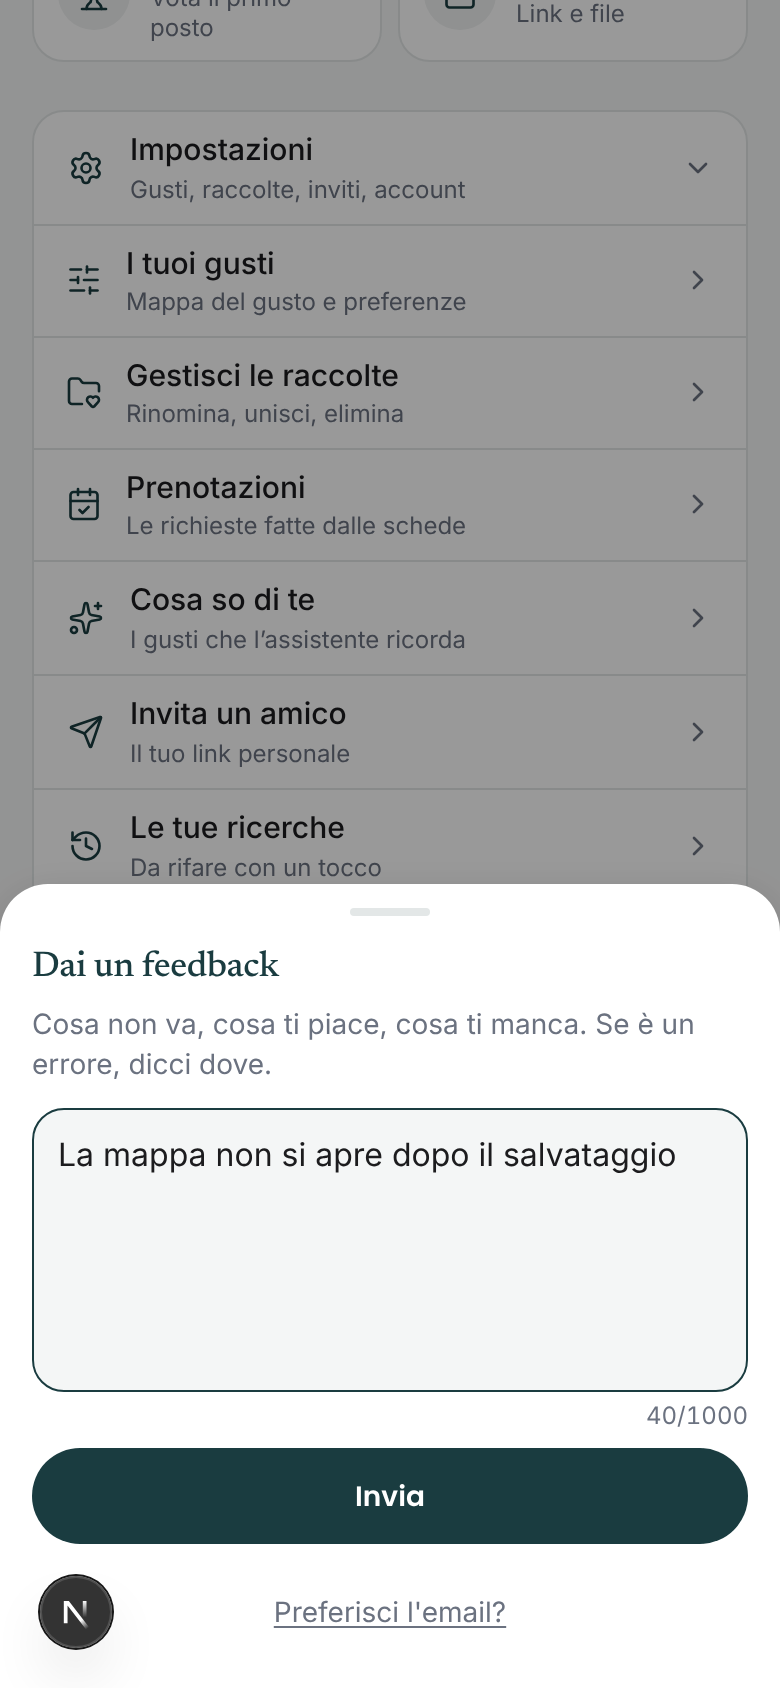 Vota il primo
posto
Link e file
Impostazioni
Gusti, raccolte, inviti, account
I tuoi gusti
Mappa del gusto e preferenze
Gestisci le raccolte
Rinomina, unisci, elimina
Prenotazioni
Le richieste fatte dalle schede
Cosa so di te
I gusti che l’assistente ricorda
Invita un amico
Il tuo link personale
Le tue ricerche
Da rifare con un tocco
Dai un feedback
Cosa non va, cosa ti piace, cosa ti manca. Se è un
errore, dicci dove.
La mappa non si apre dopo il salvataggio
40/1000
Invia
N
Preferisci l'email?